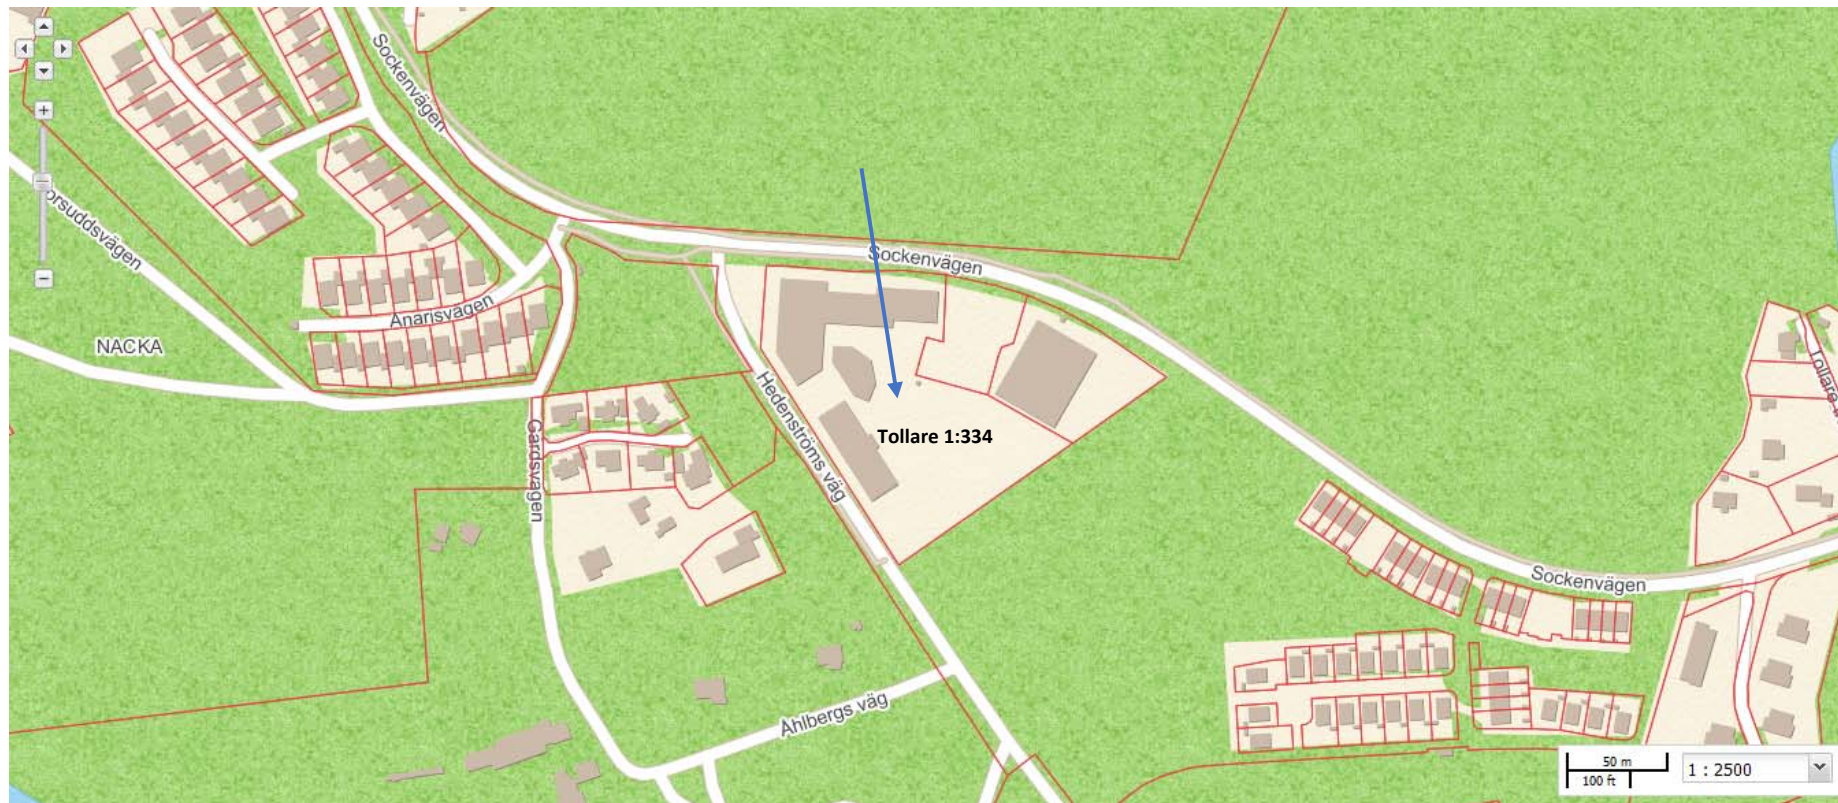 Sockenvägen
orsuddsvägen
Sockenvägen
Anarisvägen
NACKA
Hedenströms väg
Gårdsvägen
Tollare 1:334
Sockenvägen
Åhlbergs väg
50 m
100 ft
1 : 2500